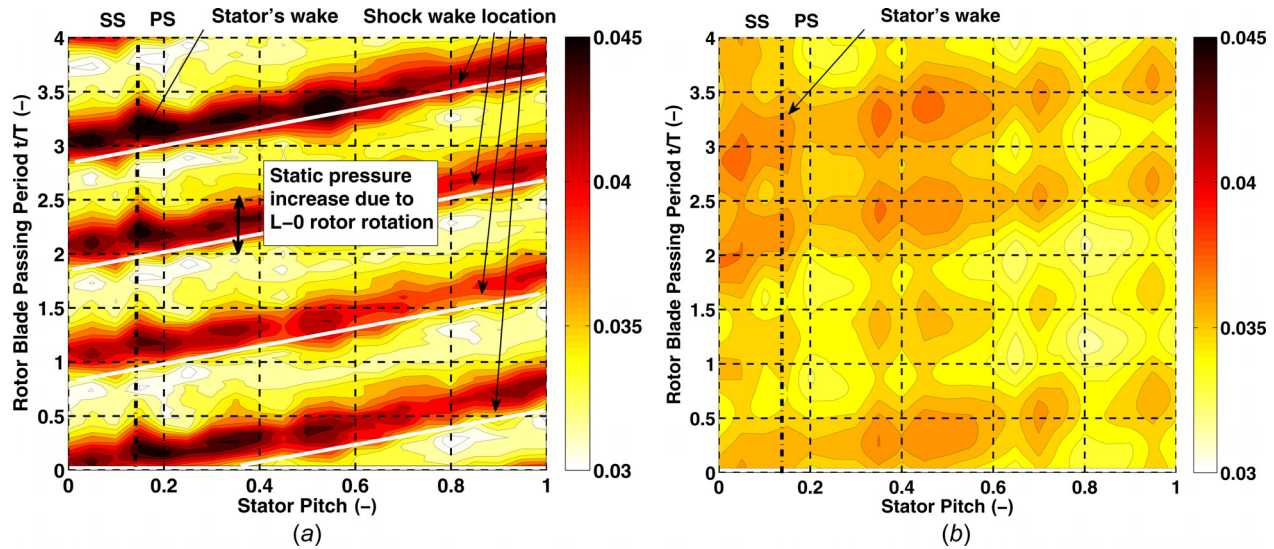 SS PS Stator's wake Shock wake location
4
3.5
3
2.5
2
1.5
1
0.5
0
Rotor Blade Passing Period t/T (–)
Static pressure
increase due to
L–0 rotor rotation
0 0.2 0.4 0.6 0.8 1
Stator Pitch (–)
0.045
0.04
0.035
0.03
(a)
SS PS Stator's wake
4
3.5
3
2.5
2
1.5
1
0.5
0
Rotor Blade Passing Period t/T (–)
0 0.2 0.4 0.6 0.8 1
Stator Pitch (–)
0.045
0.04
0.035
0.03
(b)